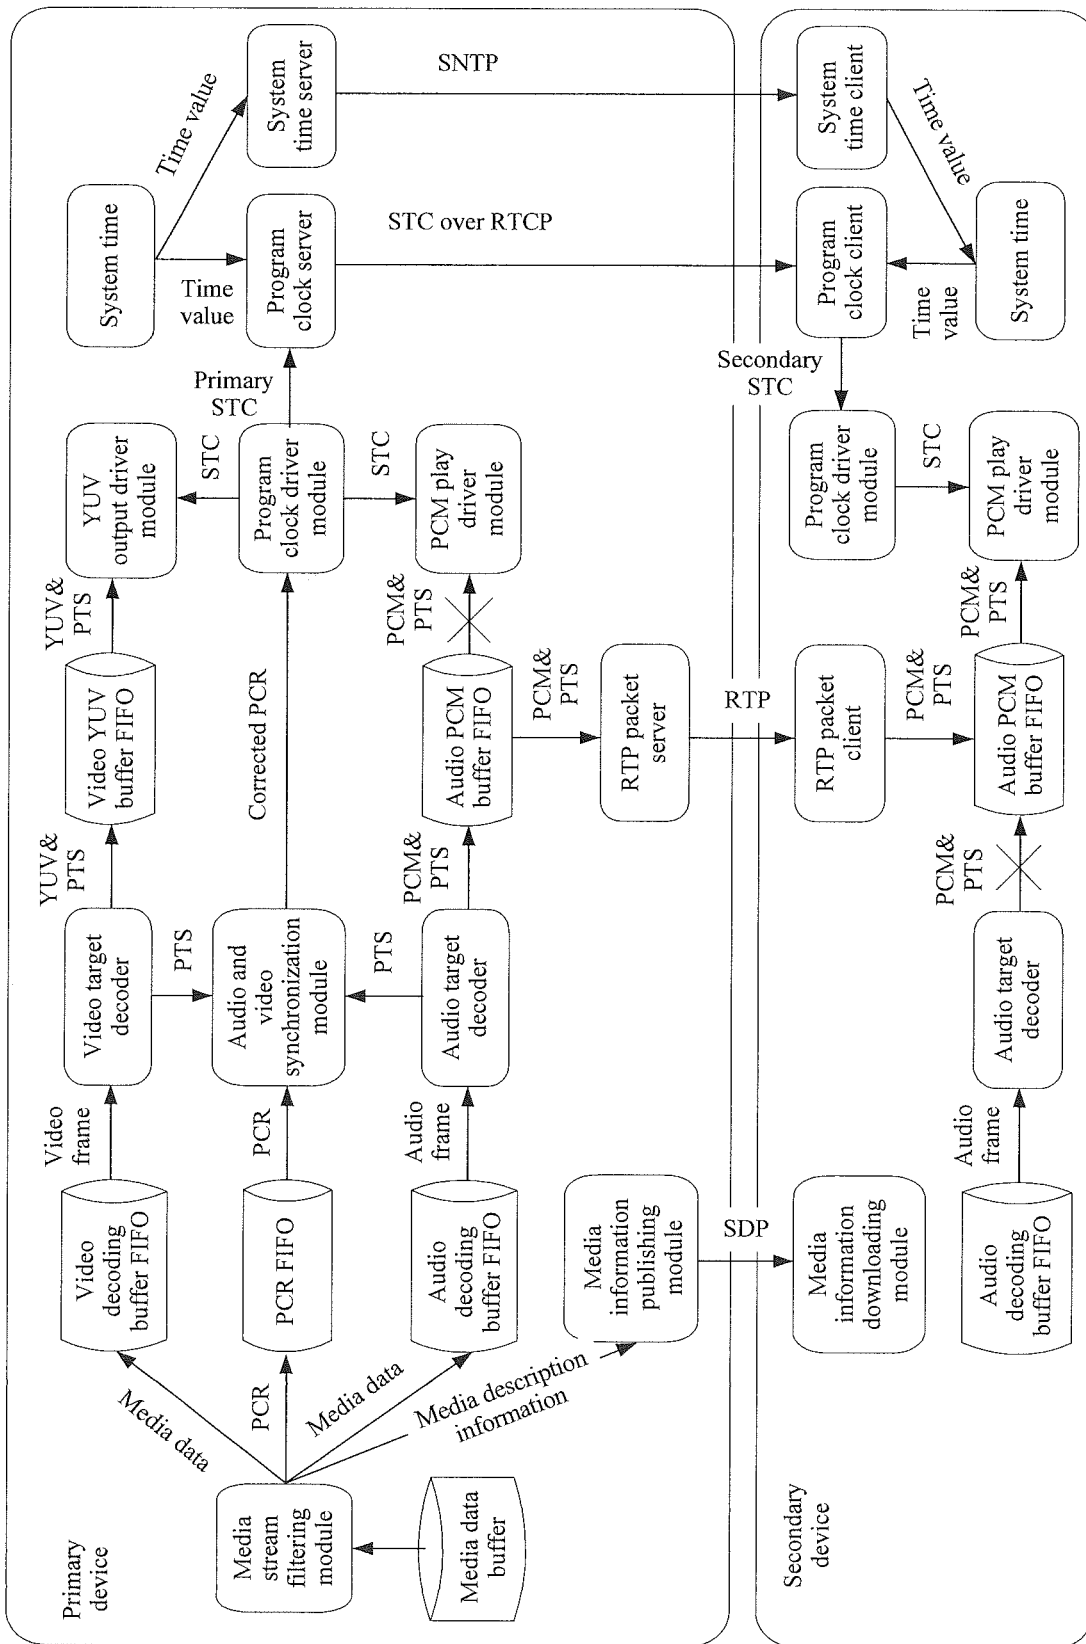 Primary
device
Media
stream
filtering
module
Media data
buffer
Media data
PCR
Media data
Media description
information
Video
decoding
buffer FIFO
PCR FIFO
Audio
decoding
buffer FIFO
Media
information
publishing
module
Video
frame
PCR
Audio
frame
Video target
decoder
PTS
Audio and
video
synchronization
module
PTS
Audio target
decoder
YUV&
PTS
Corrected PCR
PCM&
PTS
Video YUV
buffer FIFO
Audio PCM
buffer FIFO
PCM&
PTS
RTP packet
server
YUV&
PTS
PCM&
PTS
YUV
output driver
module
STC
Program
clock driver
module
STC
PCM play
driver
module
Primary
STC
System time
Time value
Time
value
Program
clock server
System
time server
SDP
RTP
STC over RTCP
SNTP
Secondary
device
Media
information
downloading
module
Audio
decoding
buffer FIFO
Audio
frame
Audio target
decoder
PCM&
PTS
RTP packet
client
PCM&
PTS
Audio PCM
buffer FIFO
PCM&
PTS
Program
clock driver
module
STC
PCM play
driver
module
Secondary
STC
Program
clock client
System
time client
Time value
Time
value
System time